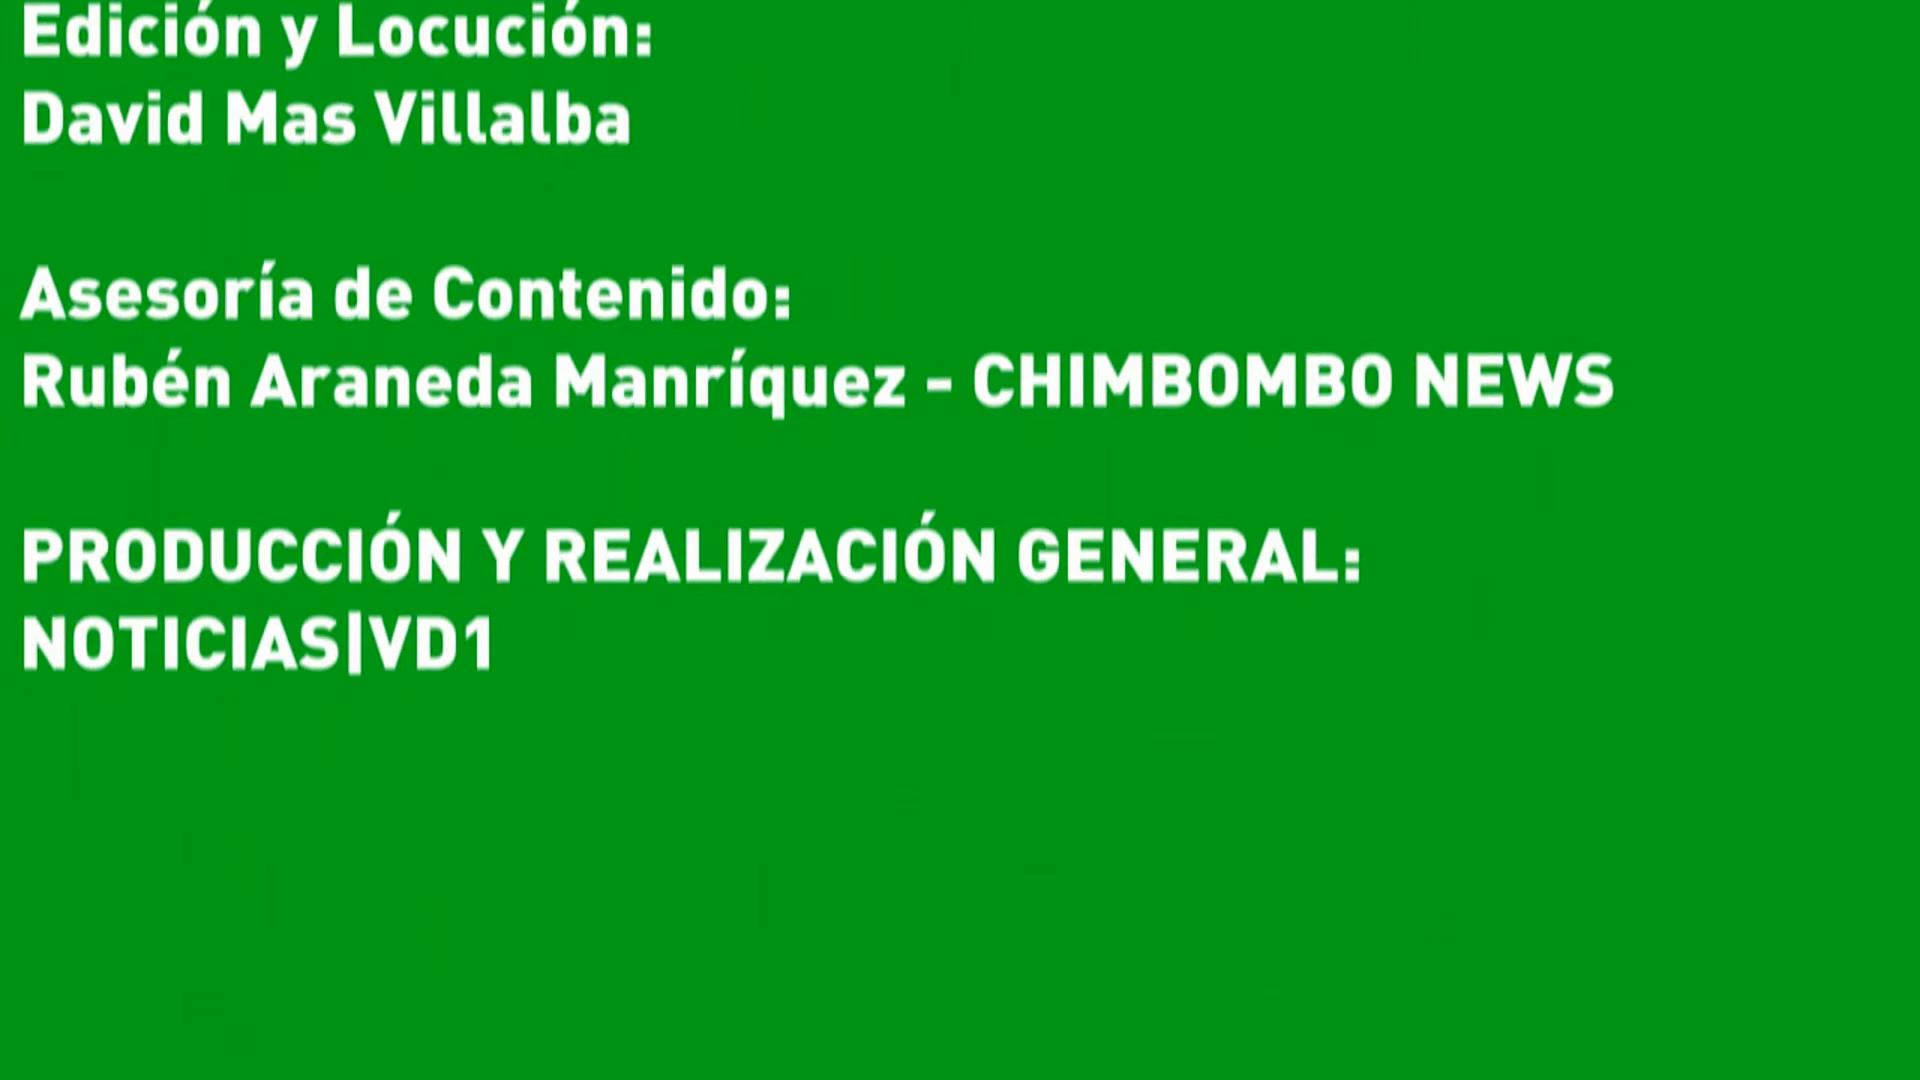 Edición y Locución:
David Mas Villalba
Asesoría de Contenido:
Rubén Araneda Manríquez - CHIMBOMBO NEWS
PRODUCCIÓN Y REALIZACIÓN GENERAL:
NOTICIAS|VD1